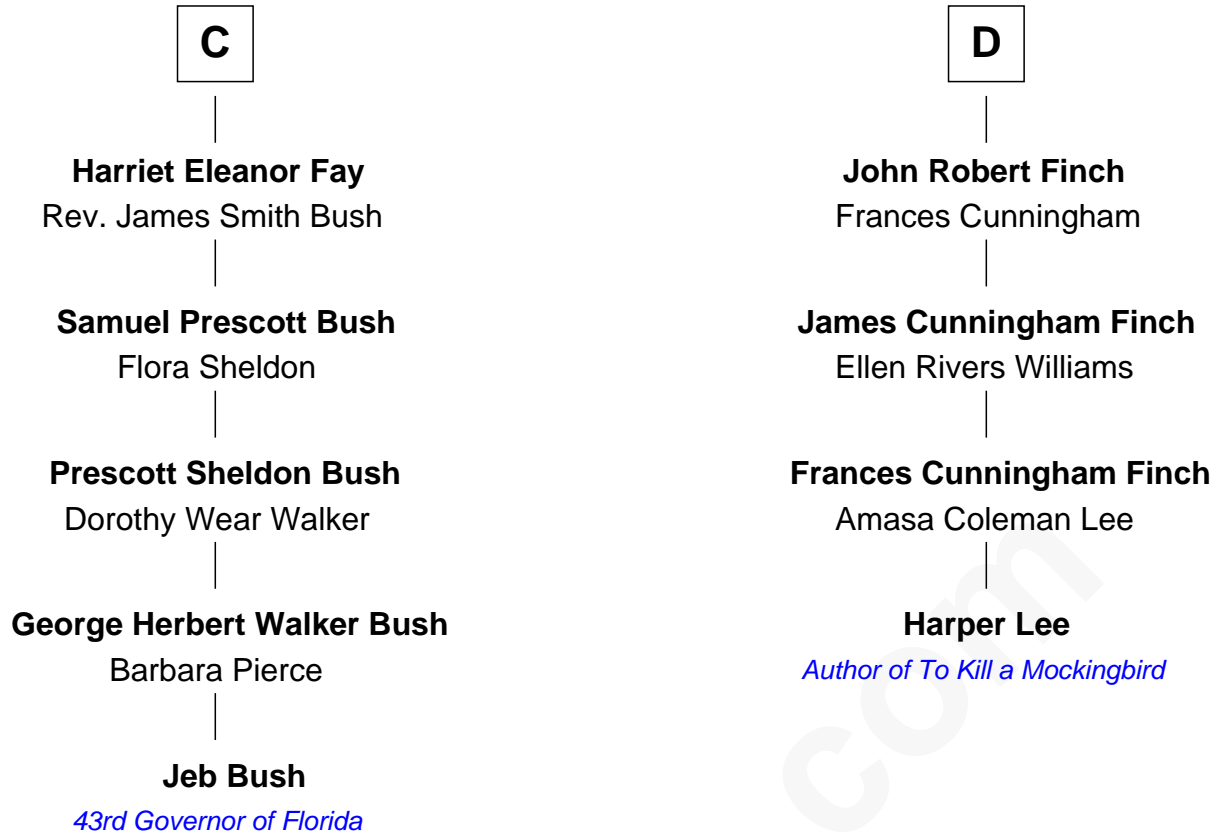 C
Harriet Eleanor Fay
Rev. James Smith Bush
Samuel Prescott Bush
Flora Sheldon
Prescott Sheldon Bush
Dorothy Wear Walker
George Herbert Walker Bush
Barbara Pierce
Jeb Bush
43rd Governor of Florida
D
John Robert Finch
Frances Cunningham
James Cunningham Finch
Ellen Rivers Williams
Frances Cunningham Finch
Amasa Coleman Lee
Harper Lee
Author of To Kill a Mockingbird
com